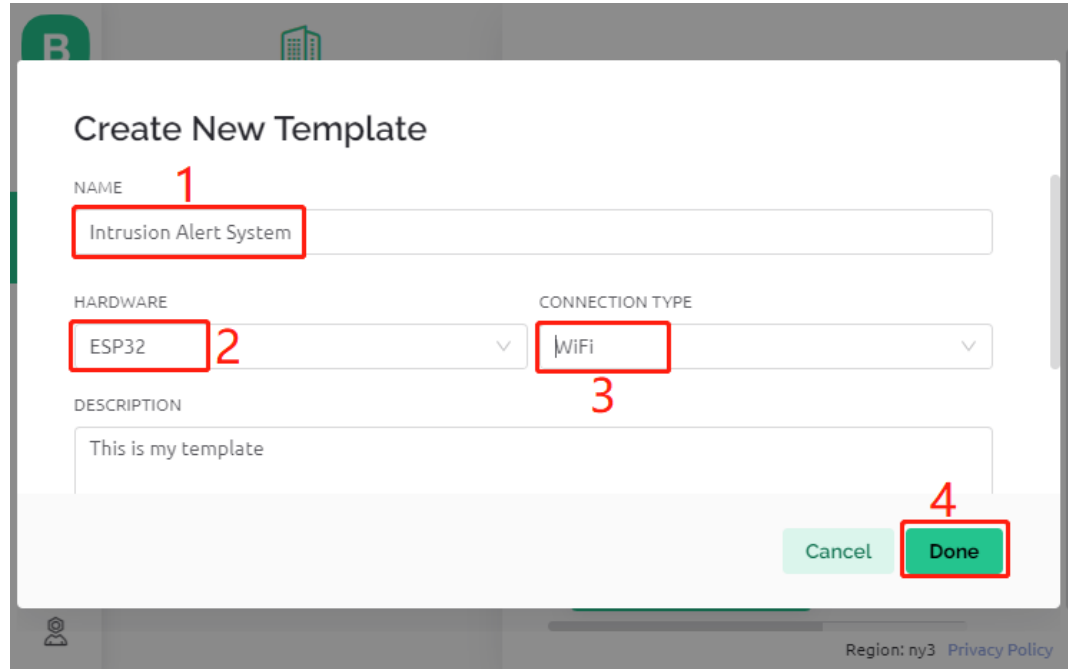 B
Create New Template
NAME
1
Intrusion Alert System
HARDWARE
CONNECTION TYPE
ESP32
2
WiFi
3
DESCRIPTION
This is my template
4
Cancel
Done
Region: ny3 Privacy Policy